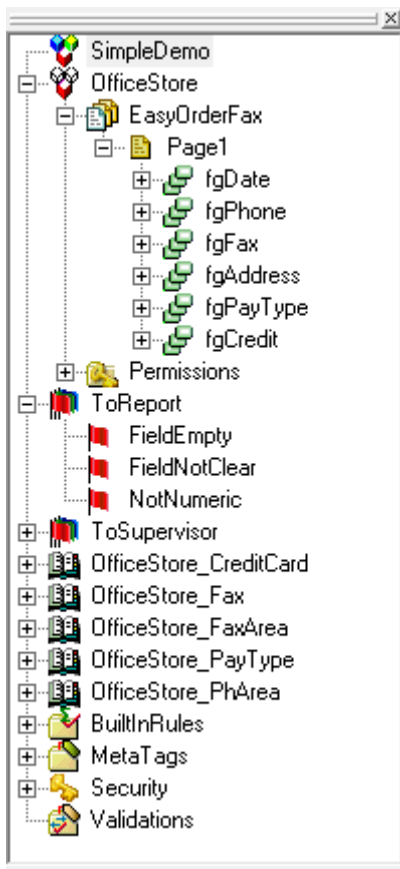 SimpleDemo
OfficeStore
EasyOrderFax
Page1
fgDate
fgPhone
fgFax
fgAddress
fgPayType
fgCredit
Permissions
ToReport
FieldEmpty
FieldNotClear
NotNumeric
ToSupervisor
OfficeStore_CreditCard
OfficeStore_Fax
OfficeStore_FaxArea
OfficeStore_PayType
OfficeStore_PhArea
BuiltInRules
MetaTags
Security
Validations